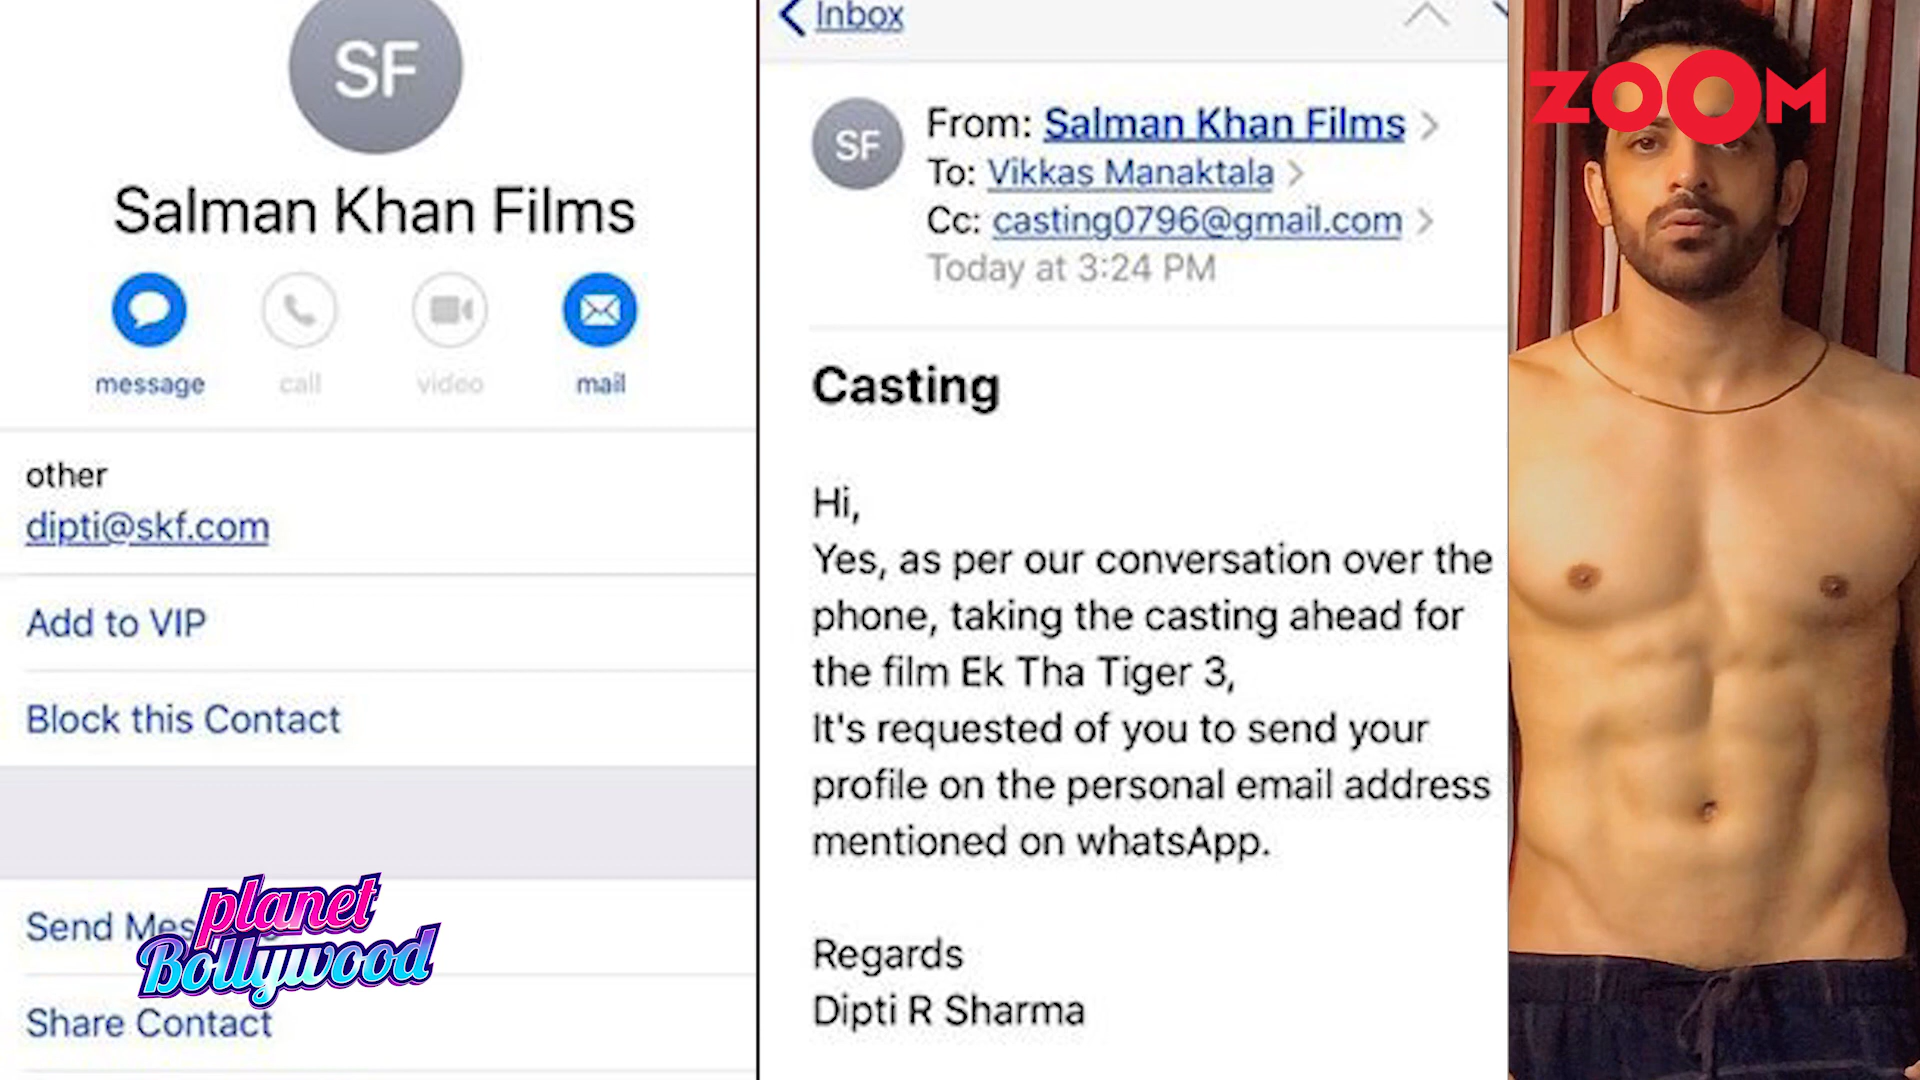 SF
Salman Khan Films
message
call
video
mail
other
dipti@skf.com
Add to VIP
Block this Contact
Send
Share Contact
planet
Bollywood
Inbox
SF
From: Salman Khan Films
To: Vikkas Manaktala
Cc: casting0796@gmail.com
Today at 3:24 PM
Casting
Hi,
Yes, as per our conversation over the
phone, taking the casting ahead for
the film Ek Tha Tiger 3,
It's requested of you to send your
profile on the personal email address
mentioned on whatsApp.
Regards
Dipti R Sharma
ZOOM